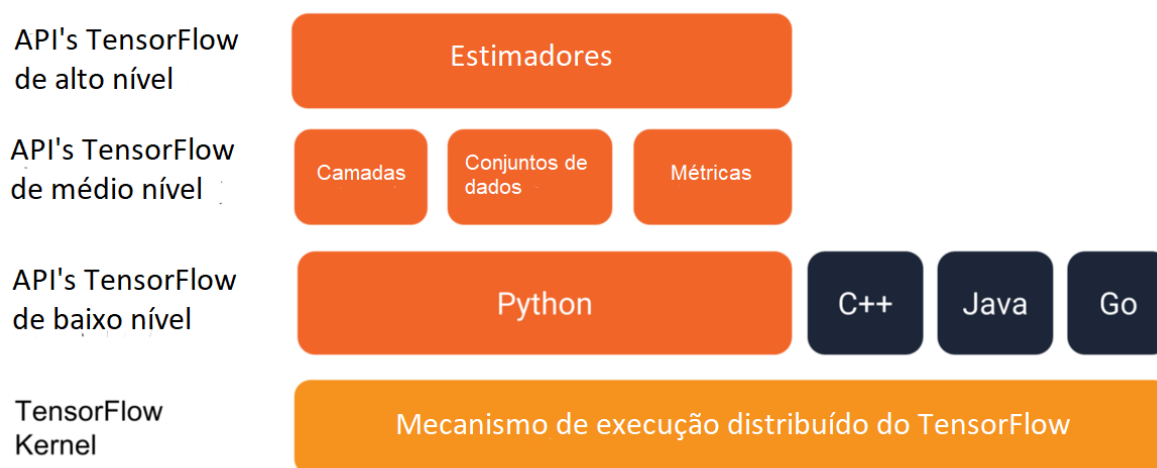 API's TensorFlow
de alto nível
Estimadores
API's TensorFlow
de médio nível
Camadas
Conjuntos de
dados
Métricas
API's TensorFlow
de baixo nível
Python
C++
Java
Go
TensorFlow
Kernel
Mecanismo de execução distribuído do TensorFlow